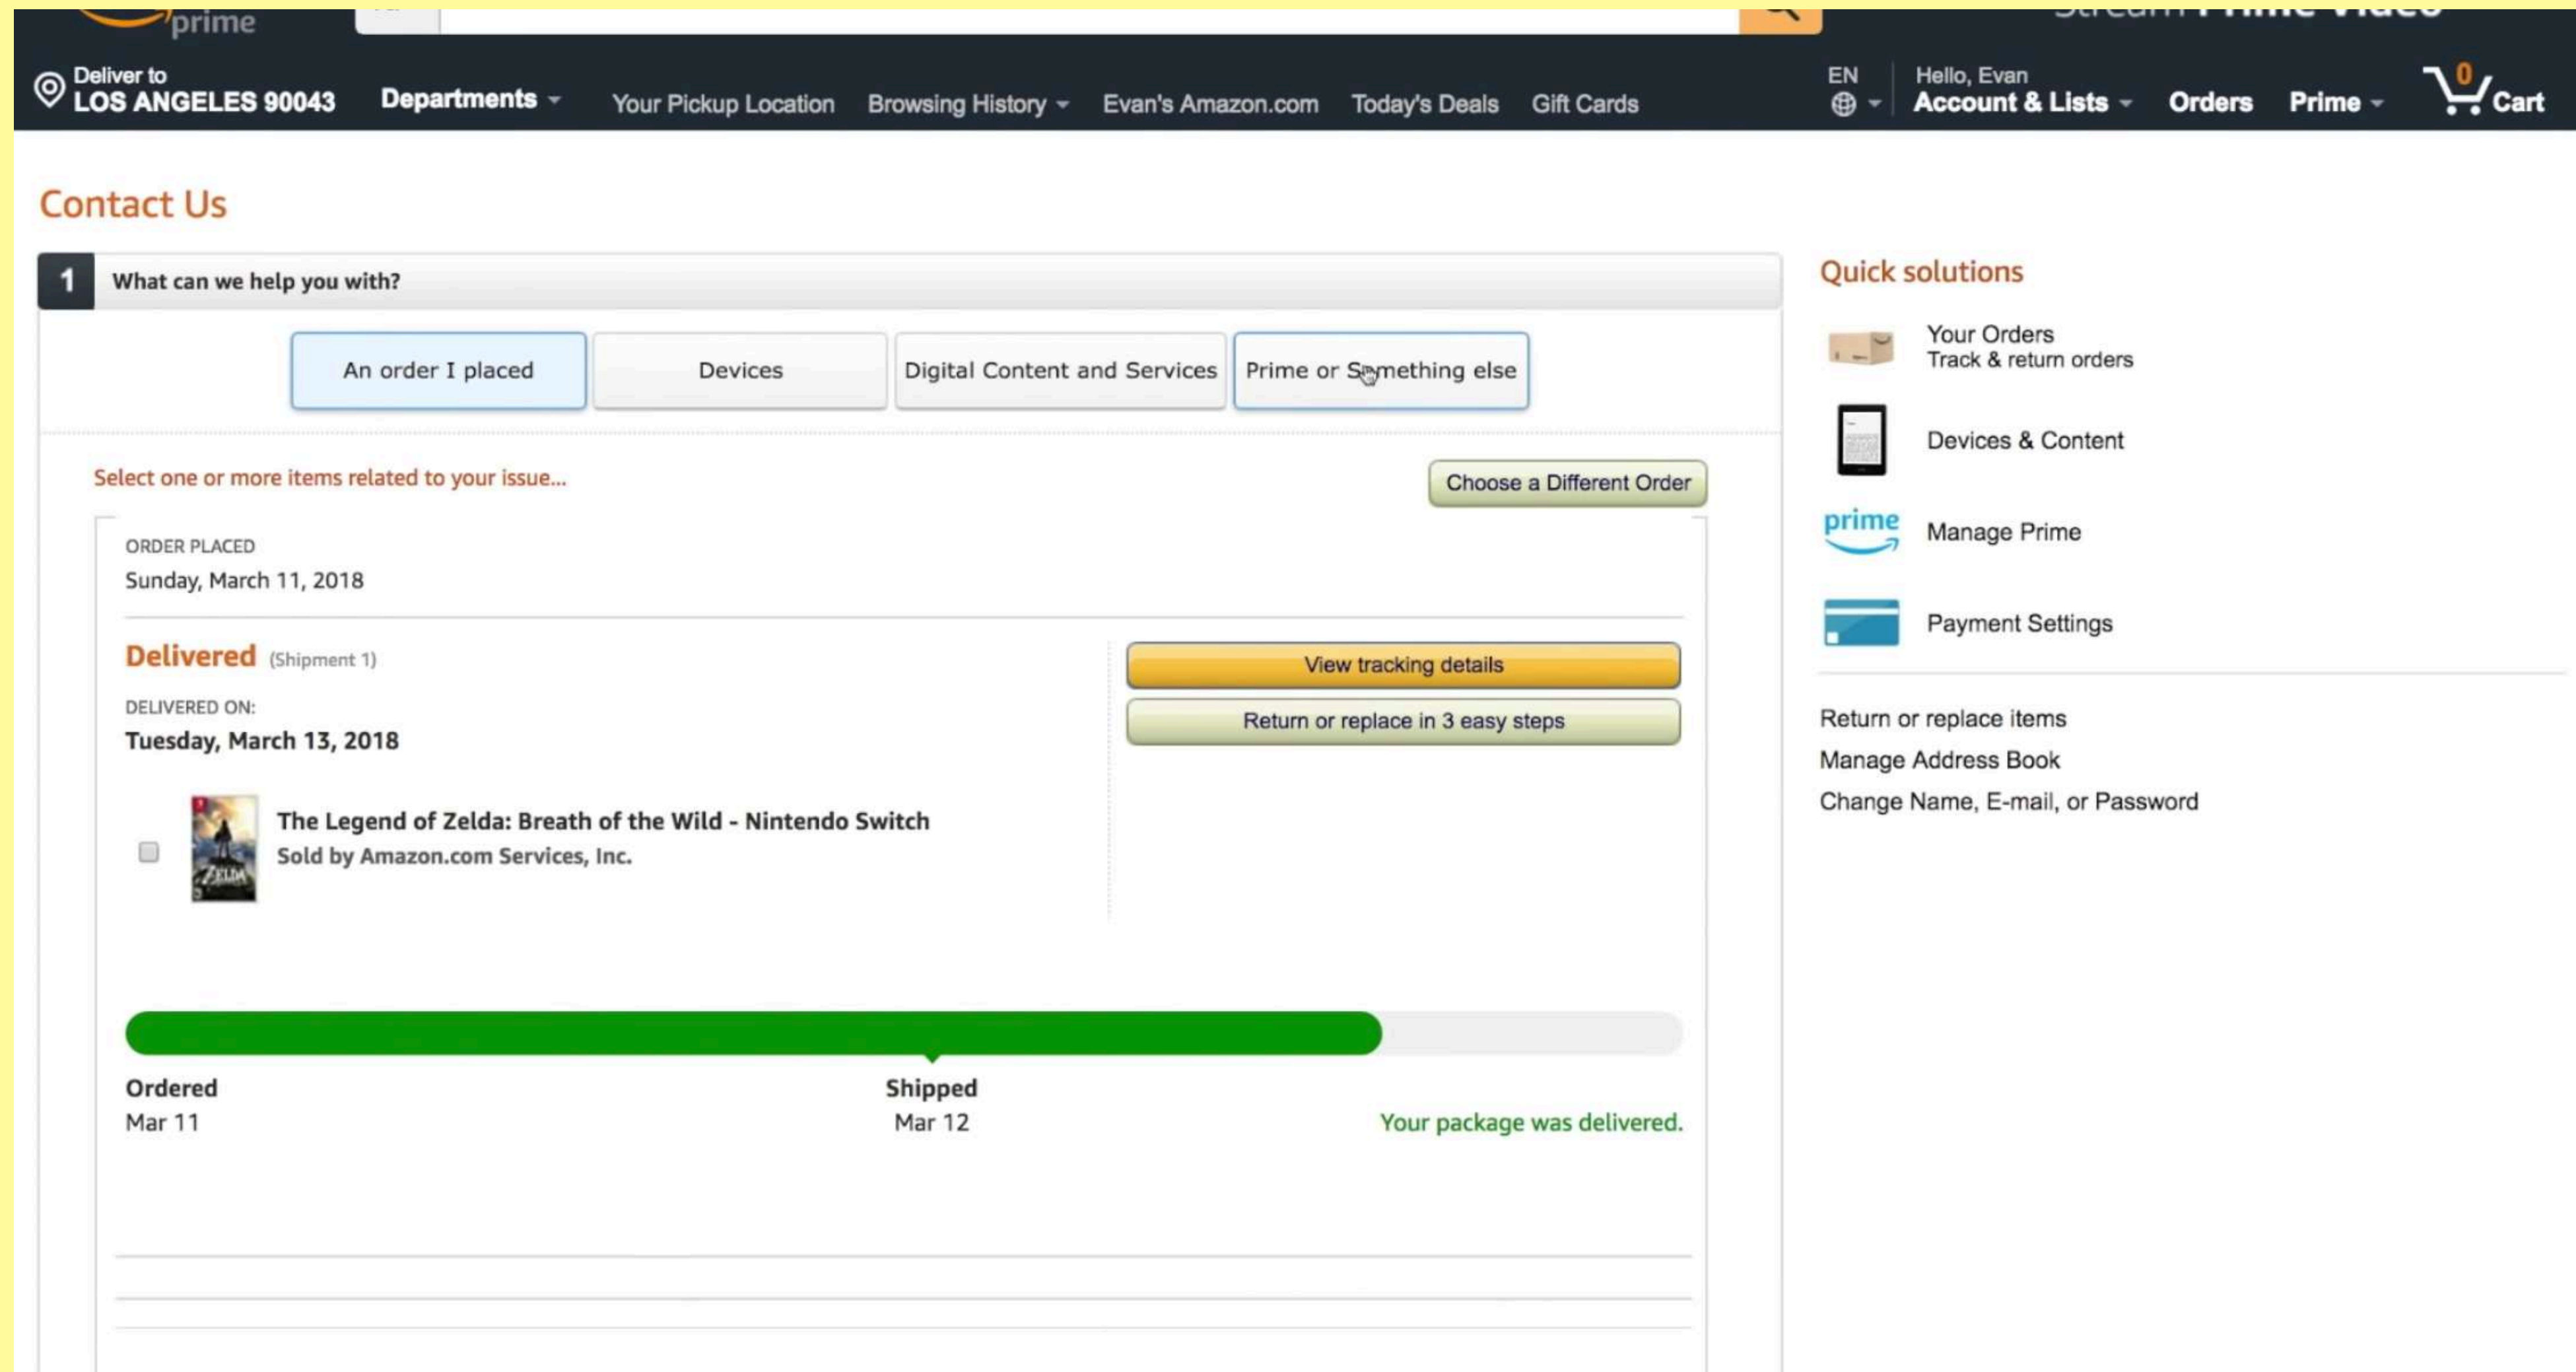 prime
Prime Video
Deliver to
LOS ANGELES 90043
Departments
Your Pickup Location
Browsing History
Evan's Amazon.com
Today's Deals
Gift Cards
EN
Hello, Evan
Account & Lists
Orders
Prime
0
Cart
Contact Us
1 What can we help you with?
An order I placed
Devices
Digital Content and Services
Prime or Something else
Select one or more items related to your issue...
Choose a Different Order
ORDER PLACED
Sunday, March 11, 2018
Delivered (Shipment 1)
DELIVERED ON:
Tuesday, March 13, 2018
View tracking details
Return or replace in 3 easy steps
ZELDA
The Legend of Zelda: Breath of the Wild - Nintendo Switch
Sold by Amazon.com Services, Inc.
Ordered
Mar 11
Shipped
Mar 12
Your package was delivered.
Quick solutions
Your Orders
Track & return orders
Devices & Content
prime
Manage Prime
Payment Settings
Return or replace items
Manage Address Book
Change Name, E-mail, or Password